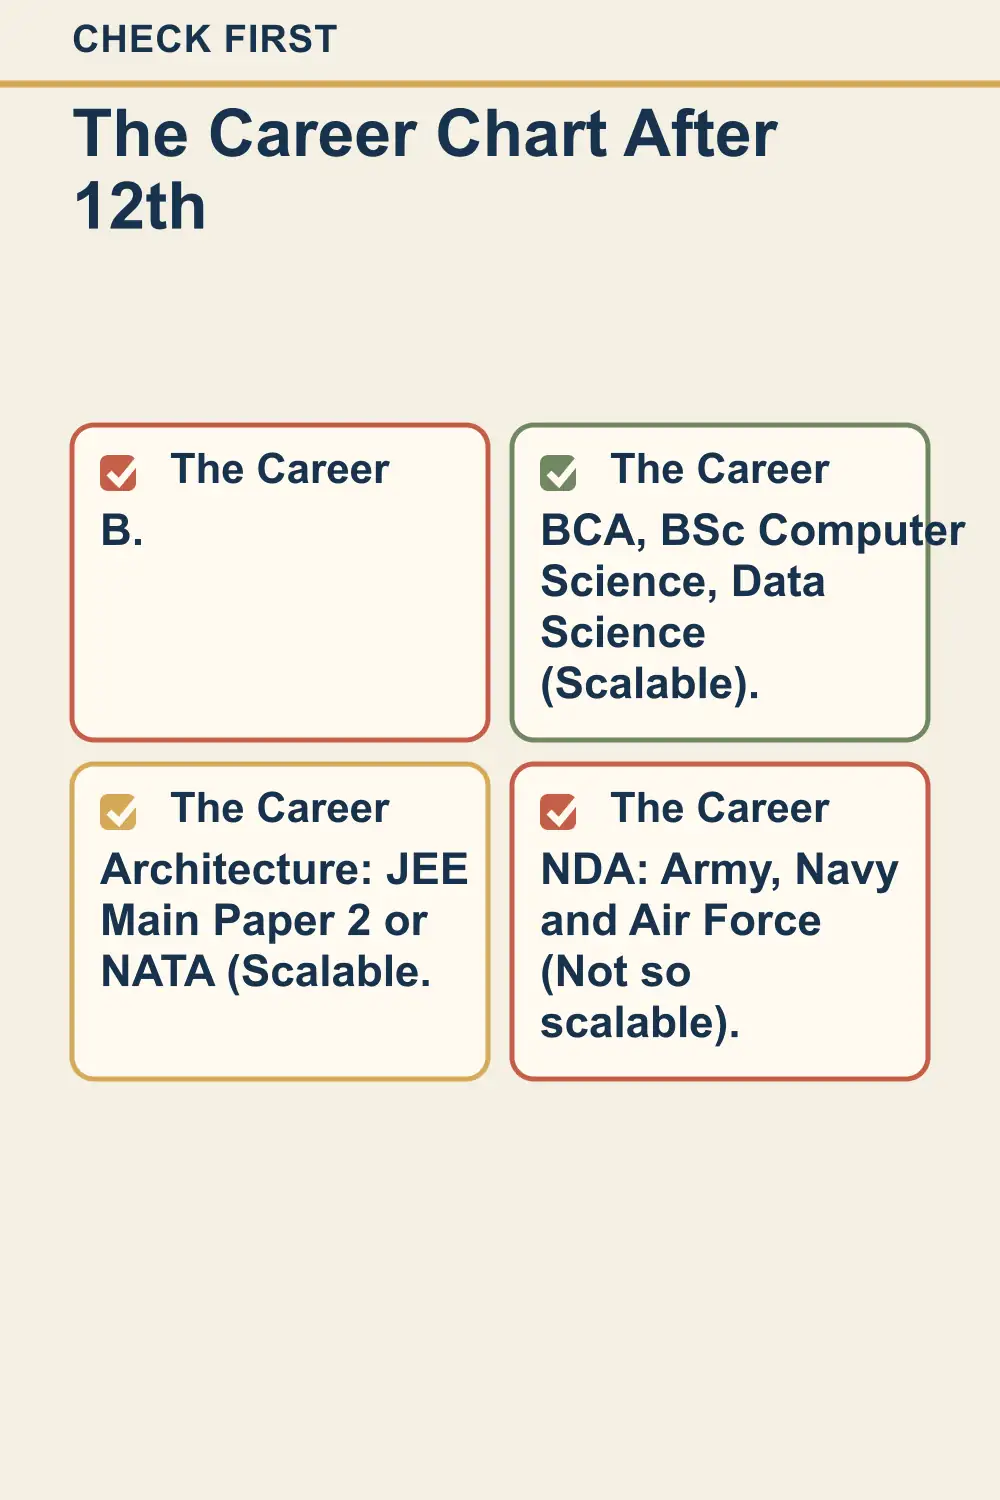 CHECK FIRST
The Career Chart After
12th
The Career
B.
The Career
BCA, BSc Computer
Science, Data
Science
(Scalable).
The Career
Architecture: JEE
Main Paper 2 or
NATA (Scalable.
The Career
NDA: Army, Navy
and Air Force
(Not so
scalable).